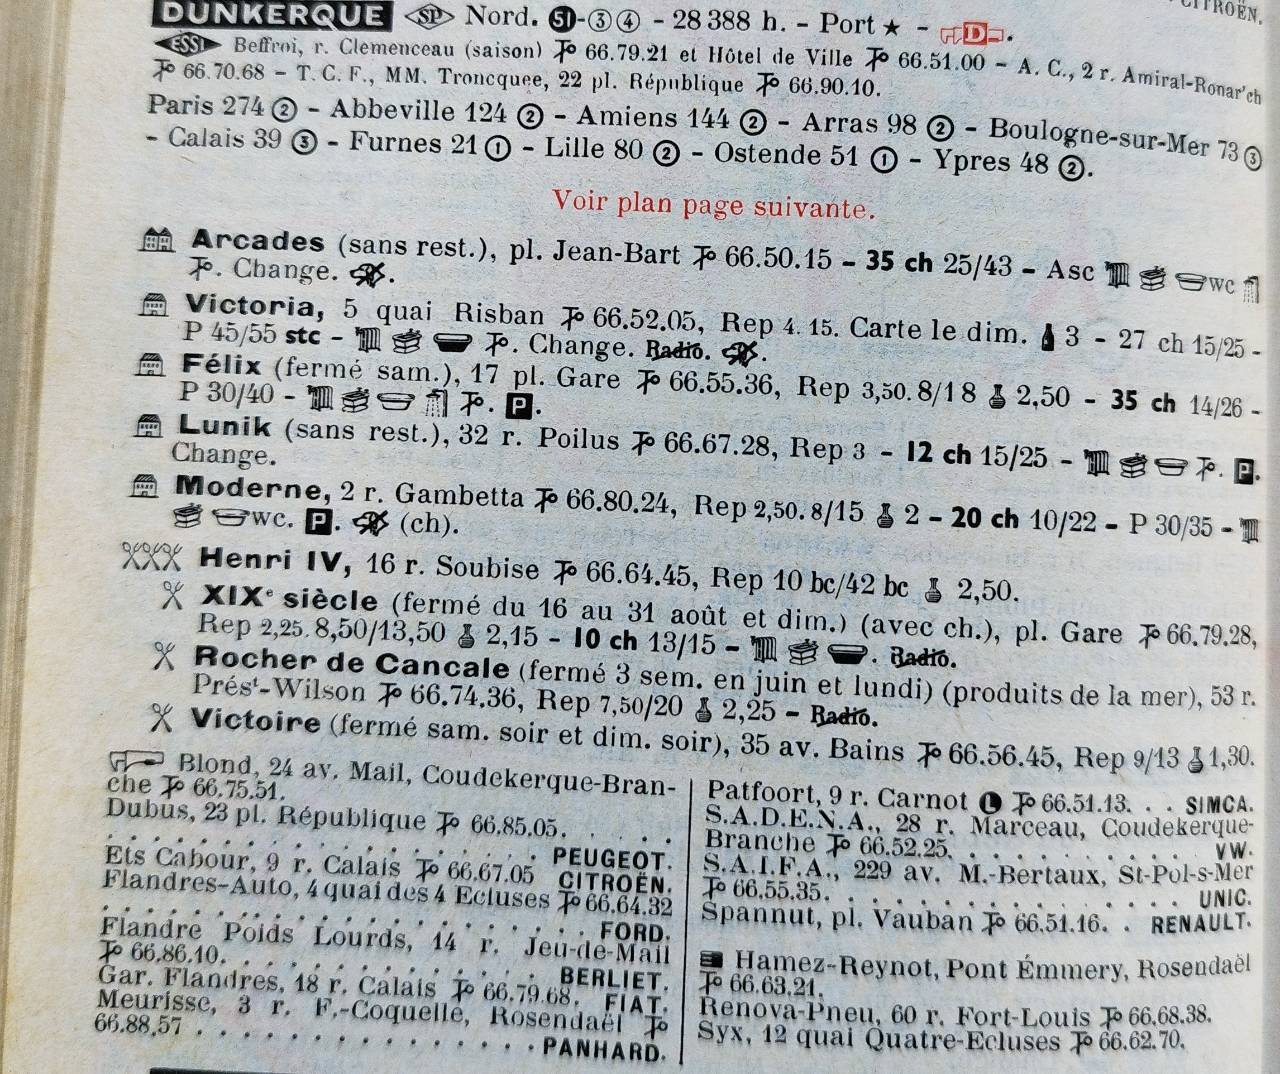 CITROËN.
DUNKERQUE SP Nord. 51-③④ - 28 388 h. - Port ★ - D.
ESSI Beffroi, r. Clemenceau (saison) 66.79.21 et Hôtel de Ville 66.51.00 - A. C., 2 r. Amiral-Ronar'ch
66.70.68 - T. C. F., MM. Troncquee, 22 pl. République 66.90.10.
Paris 274 ② - Abbeville 124 ② - Amiens 144 ② - Arras 98 ② - Boulogne-sur-Mer 73 ③
- Calais 39 ③ - Furnes 21 ① - Lille 80 ② - Ostende 51 ① - Ypres 48 ②.
Voir plan page suivante.
Arcades (sans rest.), pl. Jean-Bart 66.50.15 - 35 ch 25/43 - Asc wc
. Change. .
Victoria, 5 quai Risban 66.52.05, Rep 4. 15. Carte le dim. 3 - 27 ch 15/25 -
P 45/55 stc - . Change. Radio. .
Félix (fermé sam.), 17 pl. Gare 66.55.36, Rep 3,50. 8/18 2,50 - 35 ch 14/26 -
P 30/40 - . P.
Lunik (sans rest.), 32 r. Poilus 66.67.28, Rep 3 - 12 ch 15/25 - . P.
Change.
Moderne, 2 r. Gambetta 66.80.24, Rep 2,50. 8/15 2 - 20 ch 10/22 - P 30/35 -
wc. P. (ch).
Henri IV, 16 r. Soubise 66.64.45, Rep 10 bc/42 bc 2,50.
XIXe siècle (fermé du 16 au 31 août et dim.) (avec ch.), pl. Gare 66.79.28,
Rep 2,25. 8,50/13,50 2,15 - 10 ch 13/15 - . Radio.
Rocher de Cancale (fermé 3 sem. en juin et lundi) (produits de la mer), 53 r.
Prést-Wilson 66.74.36, Rep 7,50/20 2,25 - Radio.
Victoire (fermé sam. soir et dim. soir), 35 av. Bains 66.56.45, Rep 9/13 1,30.
Blond, 24 av. Mail, Coudekerque-Bran-
che 66.75.51.
Dubus, 23 pl. République 66.85.05. . . .
. . . . . . . . . . . . . PEUGEOT.
Ets Cabour, 9 r. Calais 66.67.05 CITROËN.
Flandres-Auto, 4 quai des 4 Ecluses 66.64.32
. . . . . . . . . . . . . . . FORD.
Flandre Poids Lourds, 14 r. Jeu-de-Mail
66.86.10. . . . . . . . . . . BERLIET.
Gar. Flandres, 18 r. Calais 66.79.68. FIAT.
Meurisse, 3 r. F.-Coquelle, Rosendaël
66.88.57 . . . . . . . . . . . . PANHARD.
Patfoort, 9 r. Carnot L 66.51.13. . . SIMCA.
S.A.D.E.N.A., 28 r. Marceau, Coudekerque-
Branche 66.52.25. . . . . . . . . . VW.
S.A.I.F.A., 229 av. M.-Bertaux, St-Pol-s-Mer
66.55.35. . . . . . . . . . . . . . UNIC.
Spannut, pl. Vauban 66.51.16. . RENAULT.
Hamez-Reynot, Pont Émmery, Rosendaël
66.63.21.
Renova-Pneu, 60 r. Fort-Louis 66.68.38.
Syx, 12 quai Quatre-Ecluses 66.62.70.